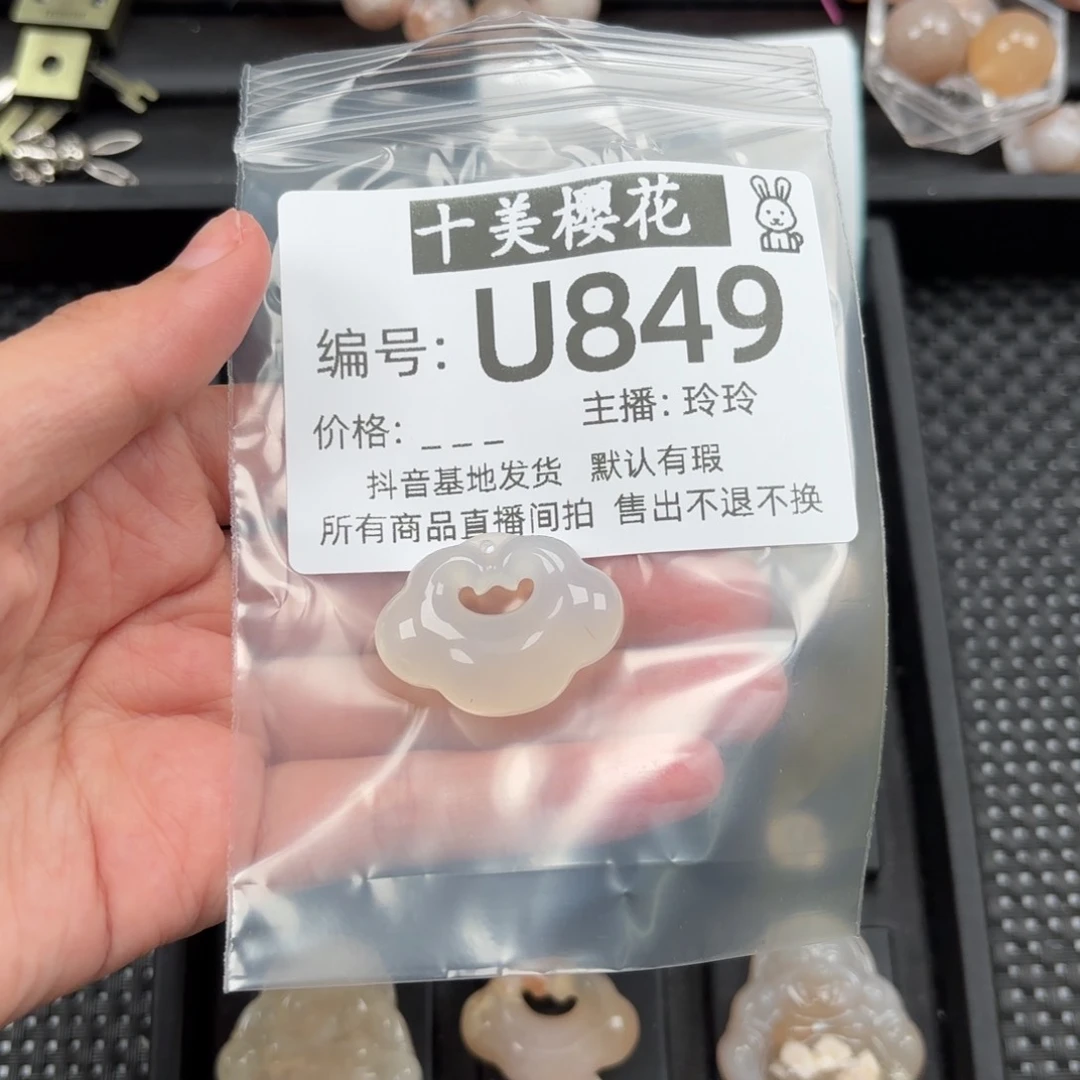 十美樱花
编号: U849
价格: _ _ _ 主播: 玲玲
抖音基地发货 默认有瑕
所有商品直播间拍 售出不退不换